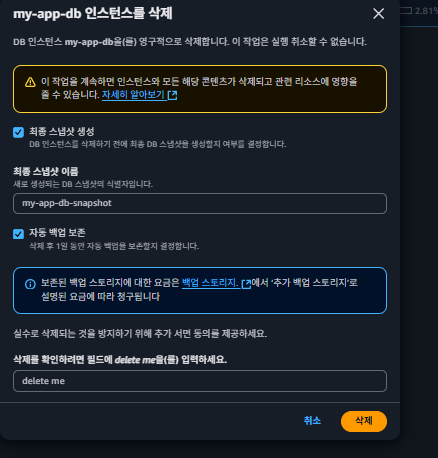 my-app-db 인스턴스를 삭제
2.81%
DB 인스턴스 my-app-db을(를) 영구적으로 삭제합니다. 이 작업은 실행 취소할 수 없습니다.
이 작업을 계속하면 인스턴스와 모든 해당 콘텐츠가 삭제되고 관련 리소스에 영향을
줄 수 있습니다. 자세히 알아보기
최종 스냅샷 생성
DB 인스턴스를 삭제하기 전에 최종 DB 스냅샷을 생성할지 여부를 결정합니다.
최종 스냅샷 이름
새로 생성되는 DB 스냅샷의 식별자입니다.
my-app-db-snapshot
자동 백업 보존
삭제 후 1일 동안 자동 백업을 보존할지 결정합니다.
보존된 백업 스토리지에 대한 요금은 백업 스토리지. 에서 '추가 백업 스토리지'로
설명된 요금에 따라 청구됩니다
실수로 삭제되는 것을 방지하기 위해 추가 서면 동의를 제공하세요.
삭제를 확인하려면 필드에 delete me을(를) 입력하세요.
delete me
취소
삭제